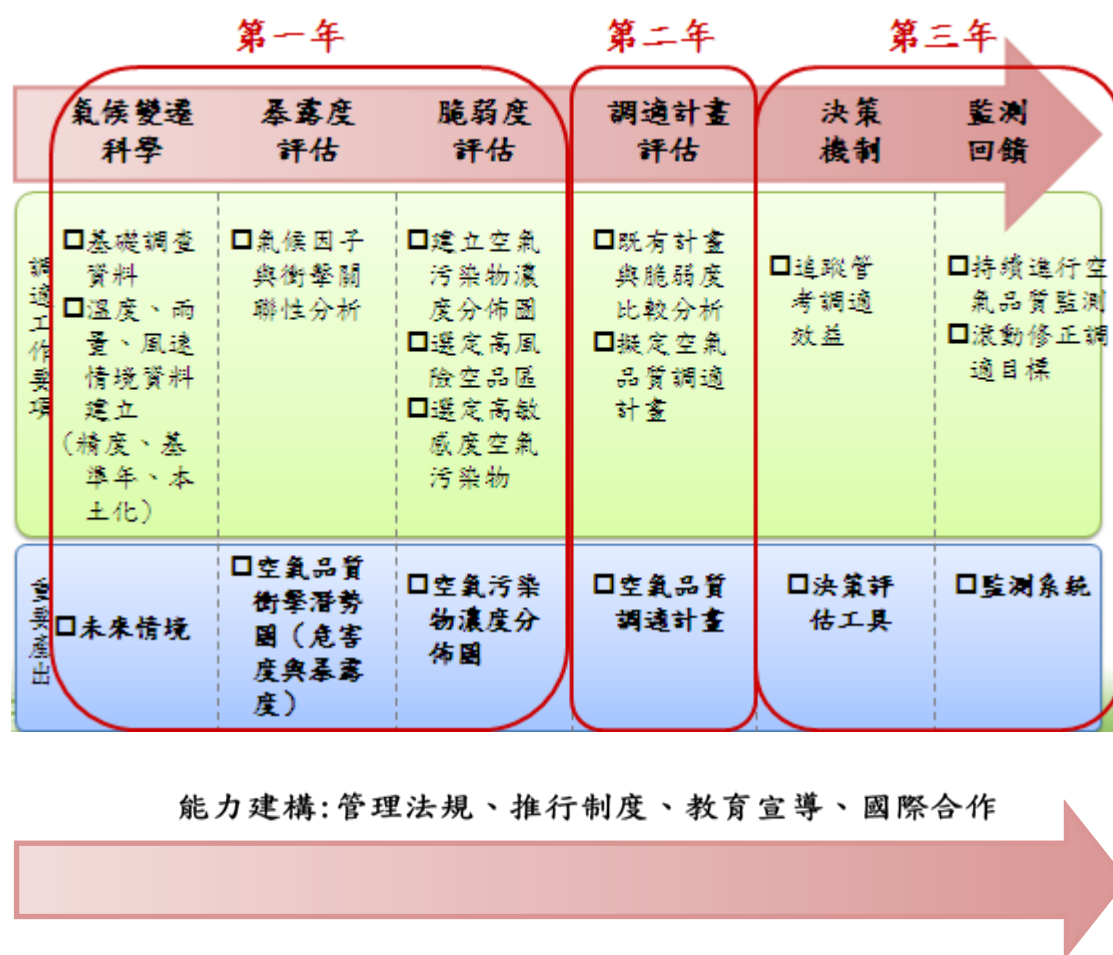 第一年
第二年
第三年
氣候變遷
科學
暴露度
評估
脆弱度
評估
調適計畫
評估
決策
機制
監測
回饋
調適工作要項
□基礎調查
資料
□溫度、雨
量、風速
情境資料
建立
(精度、基
準年、本
土化)
□氣候因子
與衝擊關
聯性分析
□建立空氣
污染物濃
度分佈圖
□選定高風
險空品區
□選定高敏
感度空氣
污染物
□既有計畫
與脆弱度
比較分析
□擬定空氣
品質調適
計畫
□追蹤管
考調適
效益
□持續進行空
氣品質監測
□滾動修正調
適目標
重要產出
□未來情境
□空氣品質
衝擊潛勢
圖(危害
度與暴露
度)
□空氣污染
物濃度分
佈圖
□空氣品質
調適計畫
□決策評
估工具
□監測系統
能力建構:管理法規、推行制度、教育宣導、國際合作